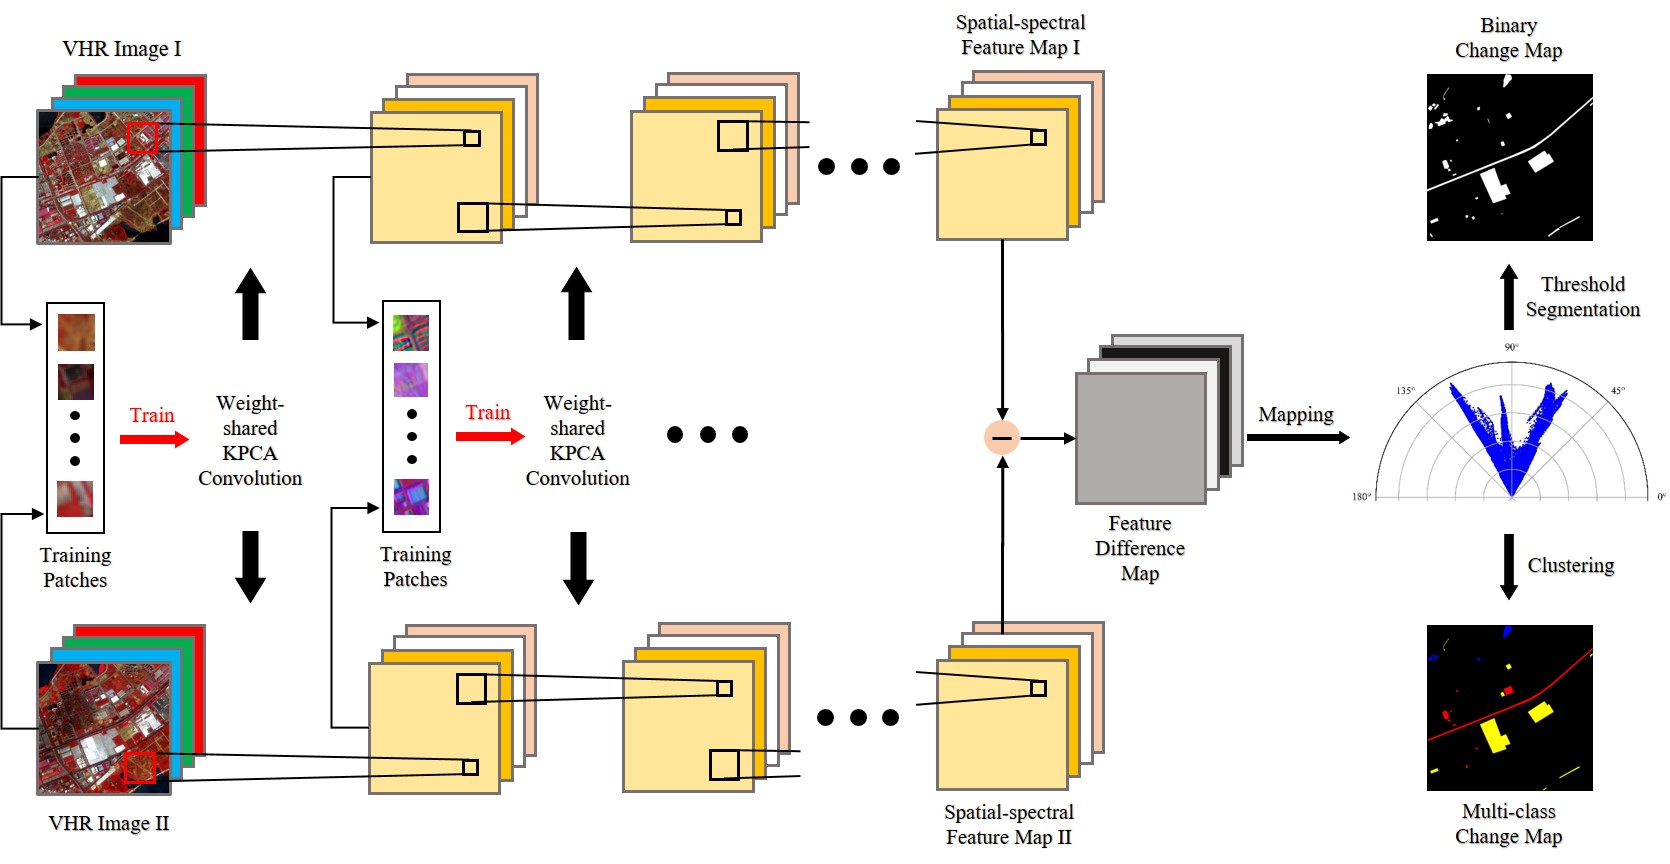 VHR Image I
Spatial-spectral
Feature Map I
Binary
Change Map
Threshold
Segmentation
Train
Weight-
shared
KPCA
Convolution
Train
Weight-
shared
KPCA
Convolution
Training
Patches
Training
Patches
Feature
Difference
Map
Mapping
90°
135°
45°
180°
0°
Clustering
VHR Image II
Spatial-spectral
Feature Map II
Multi-class
Change Map